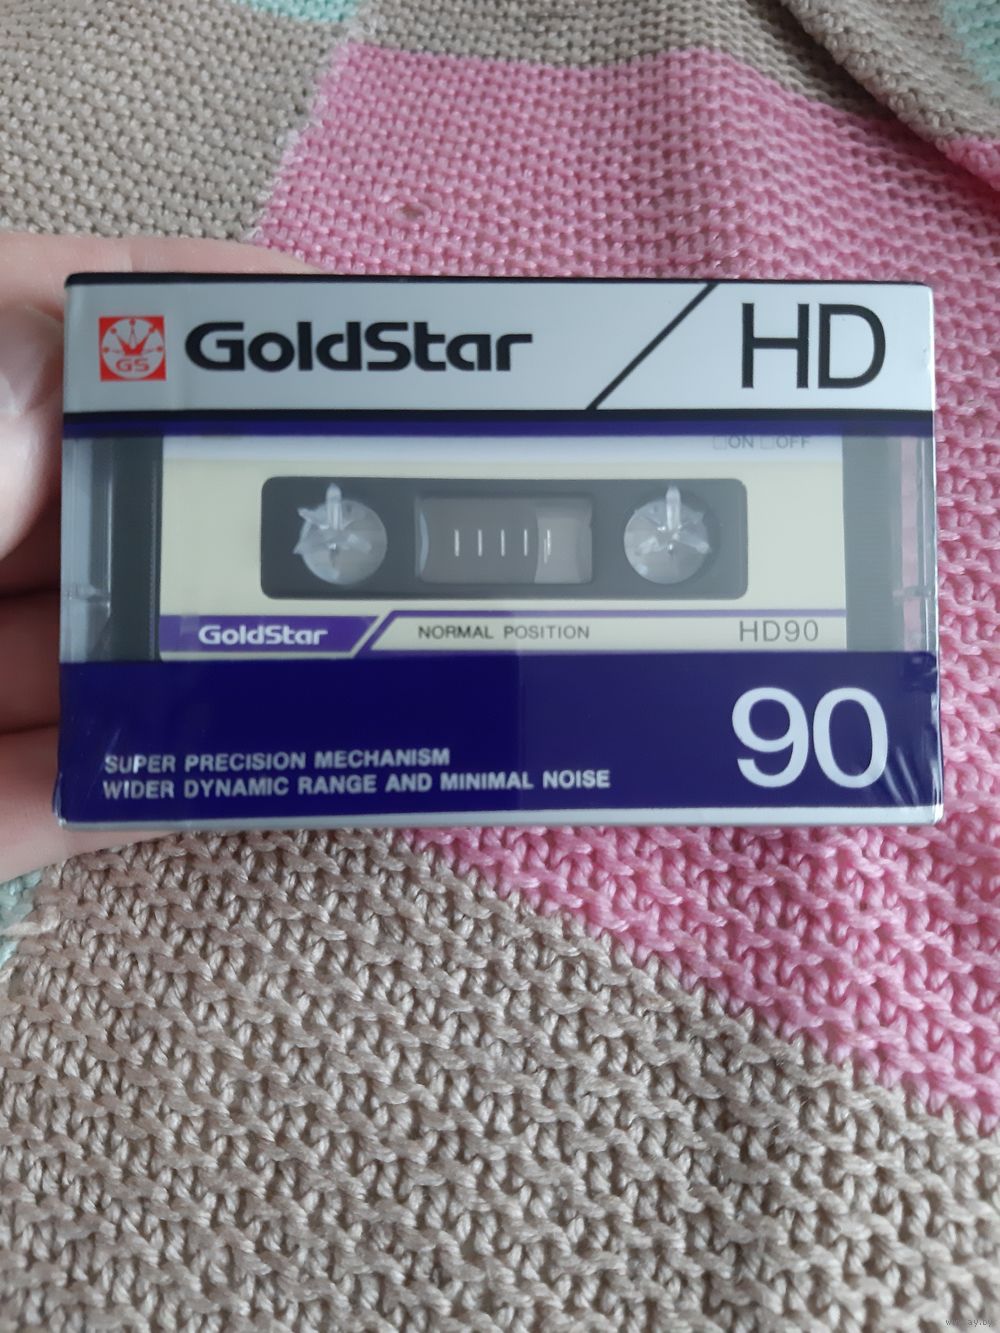 GS
GoldStar
HD
□ON □OFF
GoldStar
NORMAL POSITION
HD90
90
SUPER PRECISION MECHANISM
WIDER DYNAMIC RANGE AND MINIMAL NOISE